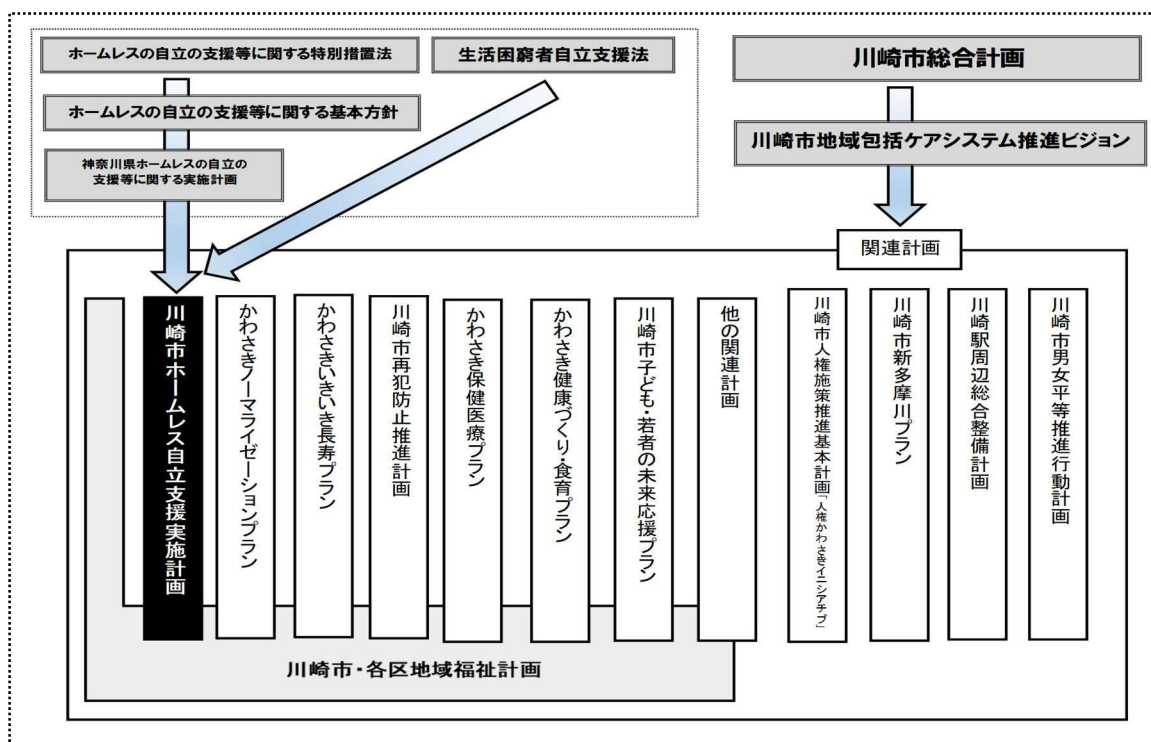 ホームレスの自立の支援等に関する特別措置法
生活困窮者自立支援法
川崎市総合計画
ホームレスの自立の支援等に関する基本方針
川崎市地域包括ケアシステム推進ビジョン
神奈川県ホームレスの自立の
支援等に関する実施計画
関連計画
川崎市ホームレス自立支援実施計画
かわさきノーマライゼーションプラン
かわさきいきいき長寿プラン
川崎市再犯防止推進計画
かわさき保健医療プラン
かわさき健康づくり・食育プラン
川崎市子ども・若者の未来応援プラン
他の関連計画
川崎市人権施策推進基本計画「人権かわさきイニシアチブ」
川崎市新多摩川プラン
川崎駅周辺総合整備計画
川崎市男女平等推進行動計画
川崎市・各区地域福祉計画